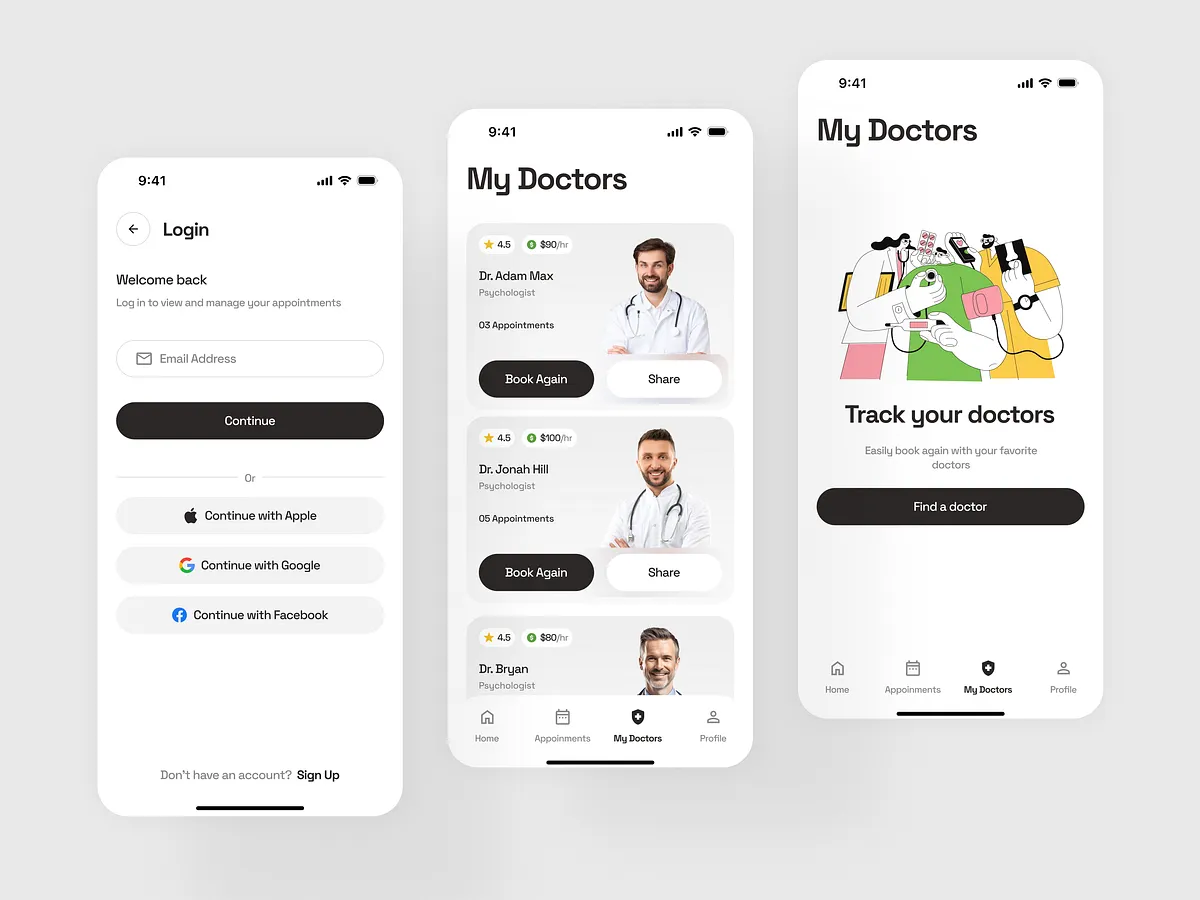 9:41
Login
Welcome back
Log in to view and manage your appointments
Email Address
Continue
Or
Continue with Apple
Continue with Google
Continue with Facebook
Don't have an account? Sign Up
9:41
My Doctors
4.5 $90/hr
Dr. Adam Max
Psychologist
03 Appointments
Book Again Share
4.5 $100/hr
Dr. Jonah Hill
Psychologist
05 Appointments
Book Again Share
4.5 $80/hr
Dr. Bryan
Psychologist
Home Appoinments My Doctors Profile
9:41
My Doctors
Track your doctors
Easily book again with your favorite
doctors
Find a doctor
Home Appoinments My Doctors Profile